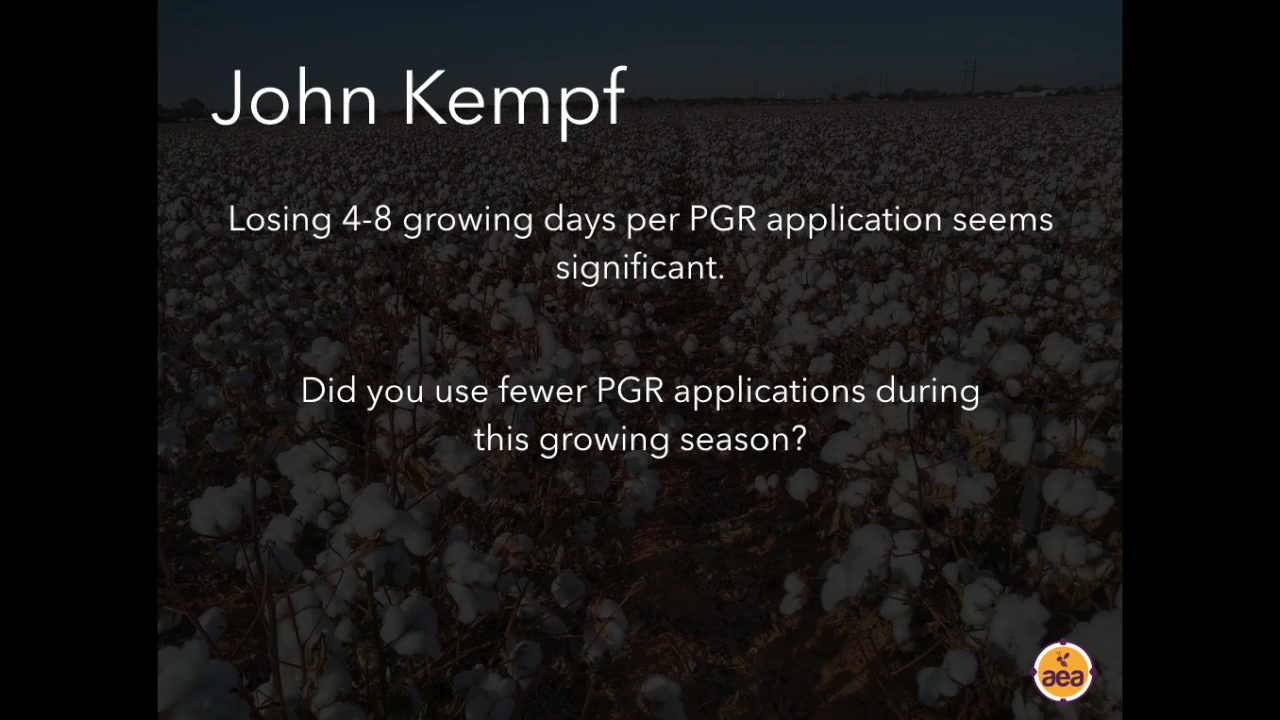 John Kempf
Losing 4-8 growing days per PGR application seems
significant.
Did you use fewer PGR applications during
this growing season?
aea